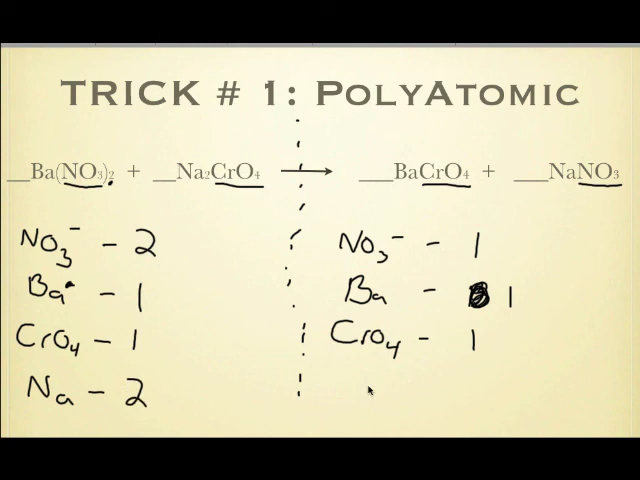 TRICK # 1: POLYATOMIC
__Ba(NO₃)₂ + __Na₂CrO₄ → ___BaCrO₄ + ___NaNO₃
NO₃⁻ - 2 NO₃⁻ - 1
Ba - 1 Ba - 1
CrO₄ - 1 CrO₄ - 1
Na - 2